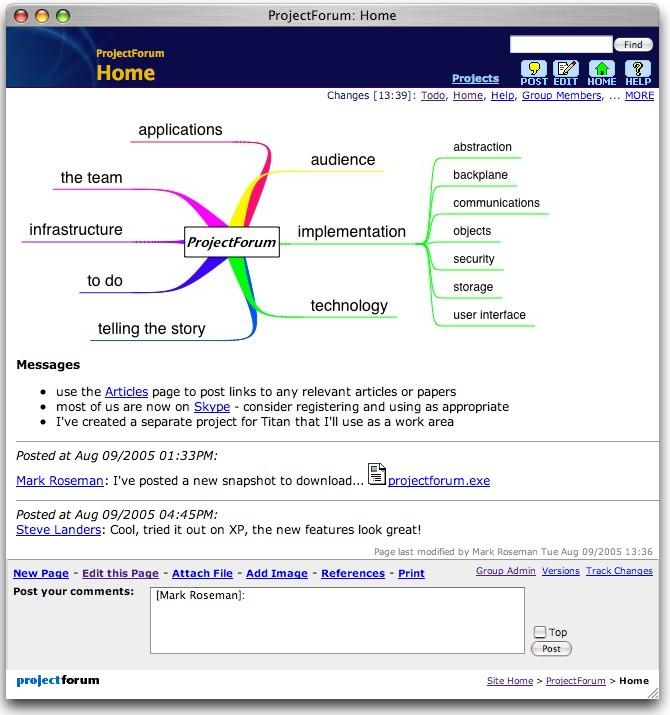 ProjectForum: Home
ProjectForum
Home
Find
Projects
POST EDIT HOME HELP
Changes [13:39]: Todo, Home, Help, Group Members, ... MORE
applications
the team
infrastructure
to do
telling the story
ProjectForum
audience
implementation
technology
abstraction
backplane
communications
objects
security
storage
user interface
Messages
• use the Articles page to post links to any relevant articles or papers
• most of us are now on Skype - consider registering and using as appropriate
• I've created a separate project for Titan that I'll use as a work area
Posted at Aug 09/2005 01:33PM:
Mark Roseman: I've posted a new snapshot to download... projectforum.exe
Posted at Aug 09/2005 04:45PM:
Steve Landers: Cool, tried it out on XP, the new features look great!
Page last modified by Mark Roseman Tue Aug 09/2005 13:36
New Page - Edit this Page - Attach File - Add Image - References - Print
Group Admin Versions Track Changes
Post your comments:
[Mark Roseman]:
Top
Post
projectforum
Site Home > ProjectForum > Home